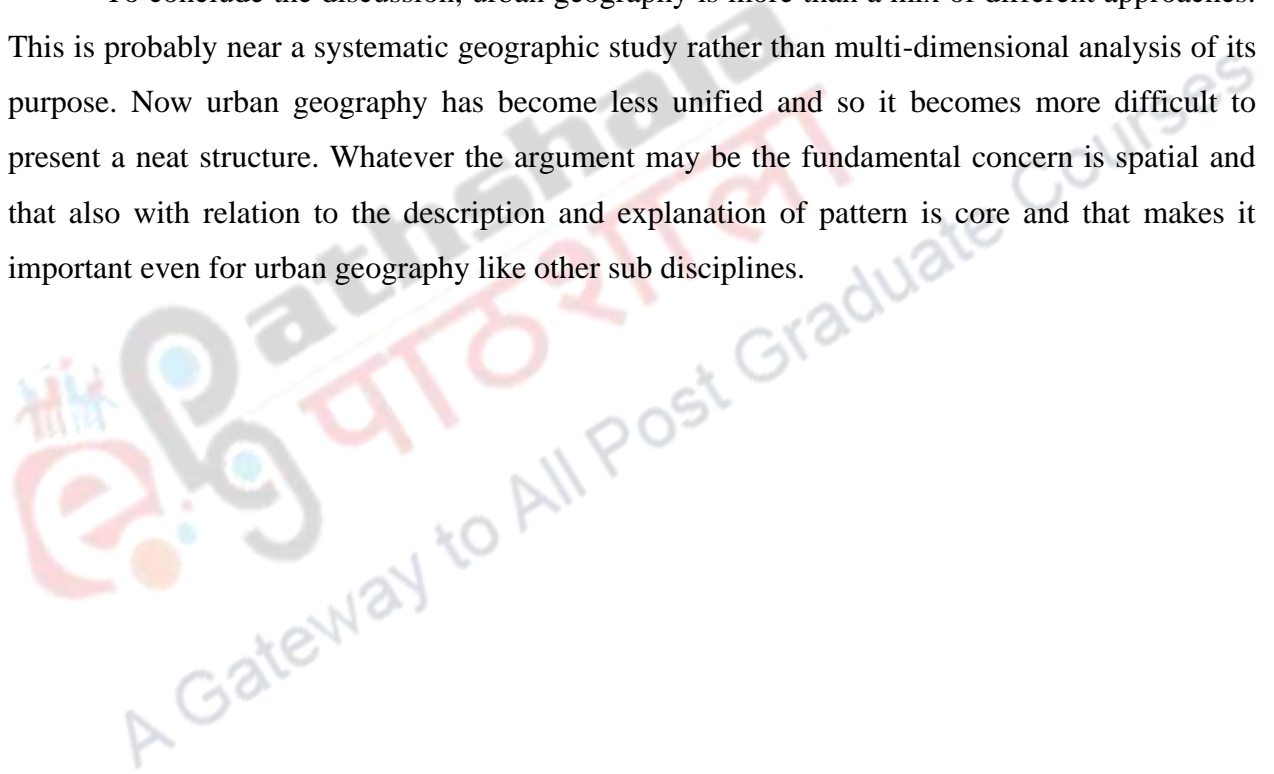 To conclude the discussion, urban geography is more than a mix of different approaches.
This is probably near a systematic geographic study rather than multi-dimensional analysis of its
purpose. Now urban geography has become less unified and so it becomes more difficult to
present a neat structure. Whatever the argument may be the fundamental concern is spatial and
that also with relation to the description and explanation of pattern is core and that makes it
important even for urban geography like other sub disciplines.
e
pg
athshala
पाठशाला
A Gateway to All Post Graduate Courses